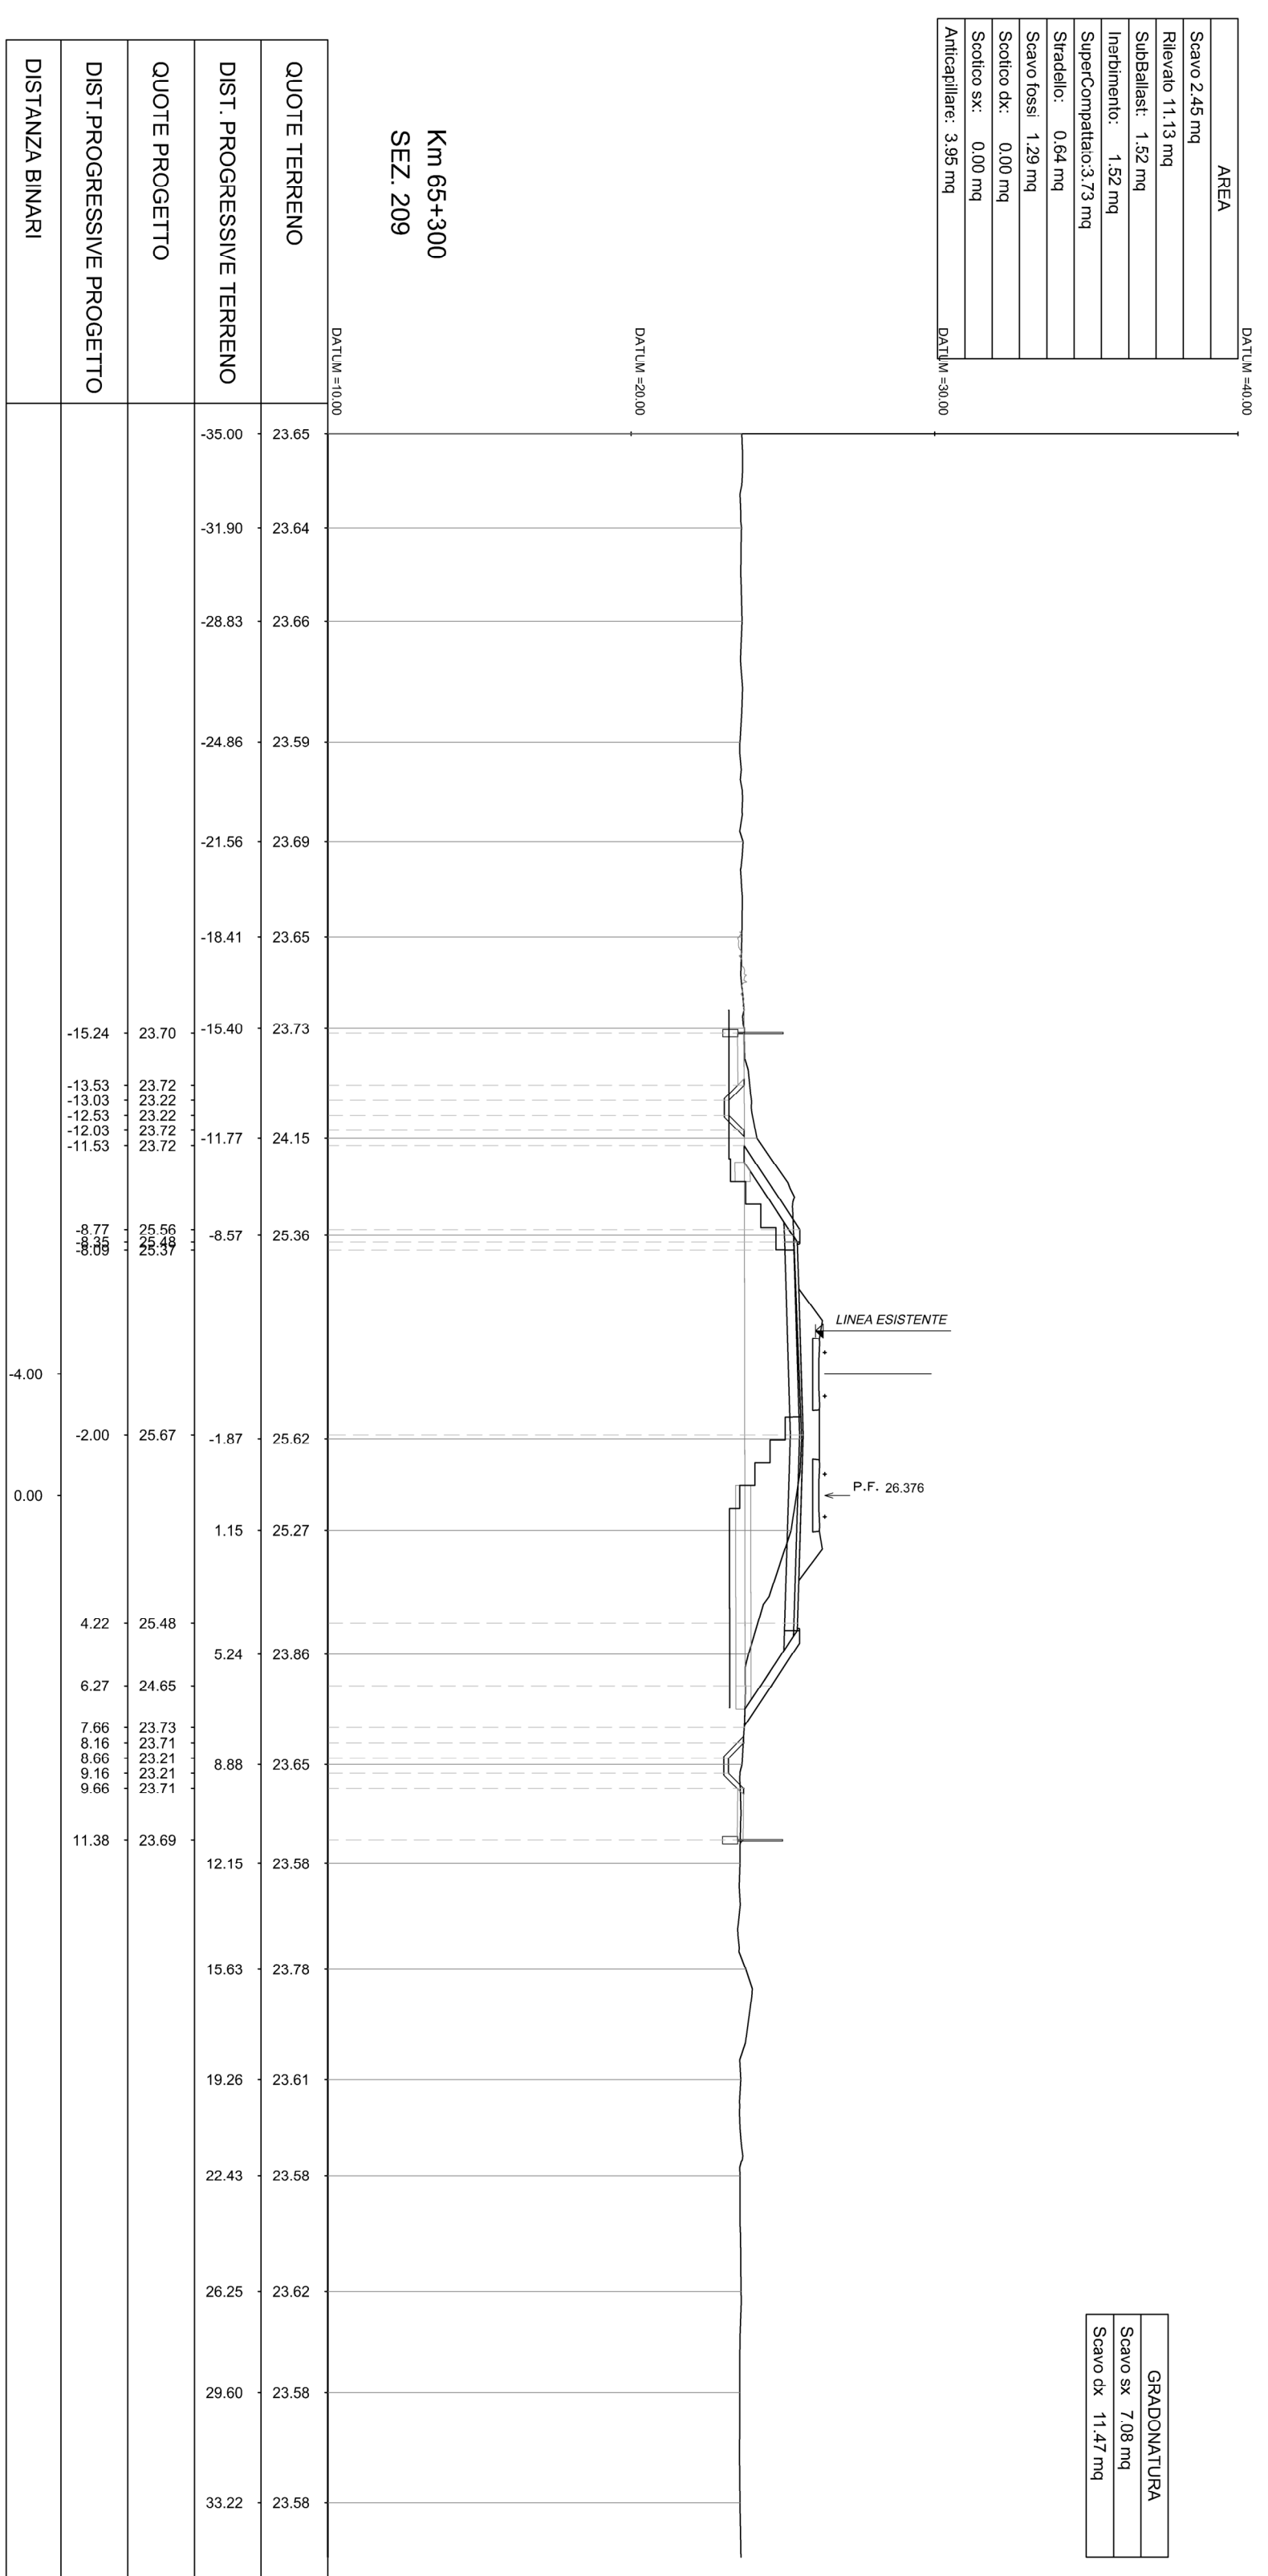 AREA
Scavo 2.45 mq
Rilevato 11.13 mq
SubBallast: 1.52 mq
Inerbimento: 1.52 mq
SuperCompattato:3.73 mq
Stradello: 0.64 mq
Scavo fossi 1.29 mq
Scotico dx: 0.00 mq
Scotico sx: 0.00 mq
Anticapillare: 3.95 mq
GRADONATURA
Scavo sx 7.08 mq
Scavo dx 11.47 mq
DATUM =40.00
DATUM =30.00
DATUM =20.00
DATUM =10.00
LINEA ESISTENTE
P.F. 26.376
Km 65+300
SEZ. 209
QUOTE TERRENO
23.65 23.64 23.66 23.59 23.69 23.65 23.73 24.15 25.36 25.62 25.27 23.86 23.65 23.58 23.78 23.61 23.58 23.62 23.58 23.58
DIST. PROGRESSIVE TERRENO
-35.00 -31.90 -28.83 -24.86 -21.56 -18.41 -15.40 -11.77 -8.57 -1.87 1.15 5.24 8.88 12.15 15.63 19.26 22.43 26.25 29.60 33.22
QUOTE PROGETTO
23.70 23.72 23.22 23.22 23.72 23.72 25.56 25.48 25.37 25.67 25.48 24.65 23.73 23.71 23.21 23.21 23.71 23.69
DIST.PROGRESSIVE PROGETTO
-15.24 -13.53 -13.03 -12.53 -12.03 -11.53 -8.77 -8.35 -8.09 -2.00 4.22 6.27 7.66 8.16 8.66 9.16 9.66 11.38
DISTANZA BINARI
-4.00 0.00